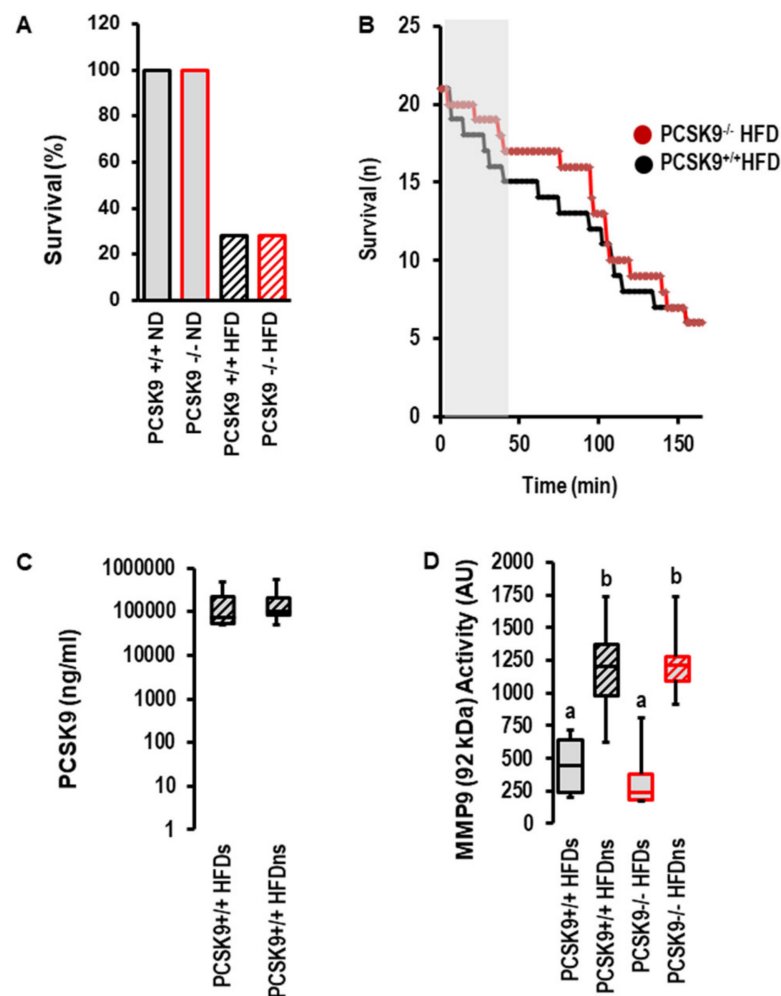 A
Survival (%)
120
100
80
60
40
20
0
PCSK9 +/+ ND
PCSK9 -/- ND
PCSK9 +/+ HFD
PCSK9 -/- HFD
B
Survival (n)
25
20
15
10
5
0
0
50
100
150
Time (min)
PCSK9-/- HFD
PCSK9+/+HFD
C
PCSK9 (ng/ml)
1000000
100000
10000
1000
100
10
1
PCSK9+/+ HFDs
PCSK9+/+ HFDns
D
MMP9 (92 kDa) Activity (AU)
2000
1750
1500
1250
1000
750
500
250
0
a
b
a
b
PCSK9+/+ HFDs
PCSK9+/+ HFDns
PCSK9-/- HFDs
PCSK9-/- HFDns